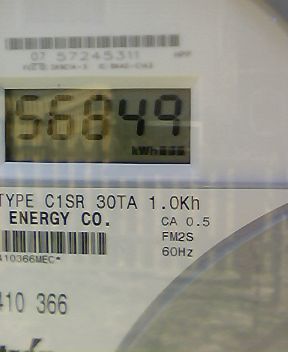 07 57245311
56849
kWh
TYPE C1SR 30TA 1.0Kh
ENERGY CO.
CA 0.5
FM2S
60Hz
410366MEC*
410 366